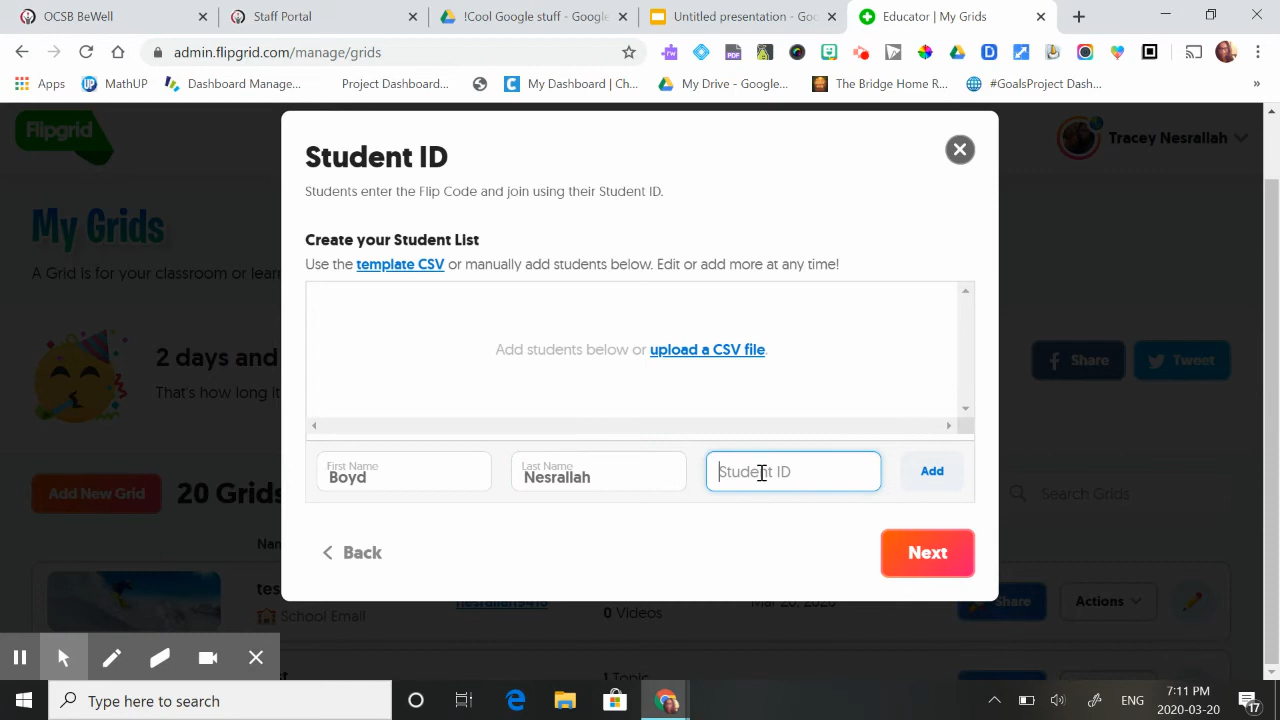 OCSB BeWell
Staff Portal
!Cool Google stuff - Google
Untitled presentation - Goog
Educator | My Grids
admin.flipgrid.com/manage/grids
Apps
MathUP
Dashboard Manage...
Project Dashboard...
My Dashboard | Ch...
My Drive - Google...
The Bridge Home R...
#GoalsProject Dash...
Flipgrid
Tracey Nesrallah
Student ID
Students enter the Flip Code and join using their Student ID.
My Grids
Create your Student List
A Grid is for your classroom or lear
Use the template CSV or manually add students below. Edit or add more at any time!
Add students below or upload a CSV file.
2 days and
That's how long it
Share
Tweet
First Name
Boyd
Last Name
Nesrallah
Student ID
Add
Add New Grid
20 Grids
Search Grids
Back
Next
Nan
tes
School Email
0 Videos
Share
Actions
1 Topic
Type here to search
ENG
7:11 PM
2020-03-20
17